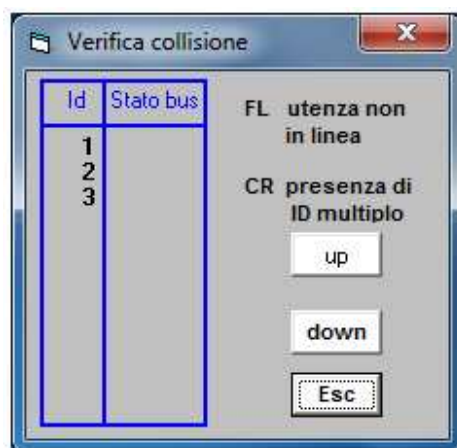 Verifica collisione
Id Stato bus
1
2
3
FL utenza non
in linea
CR presenza di
ID multiplo
up
down
Esc